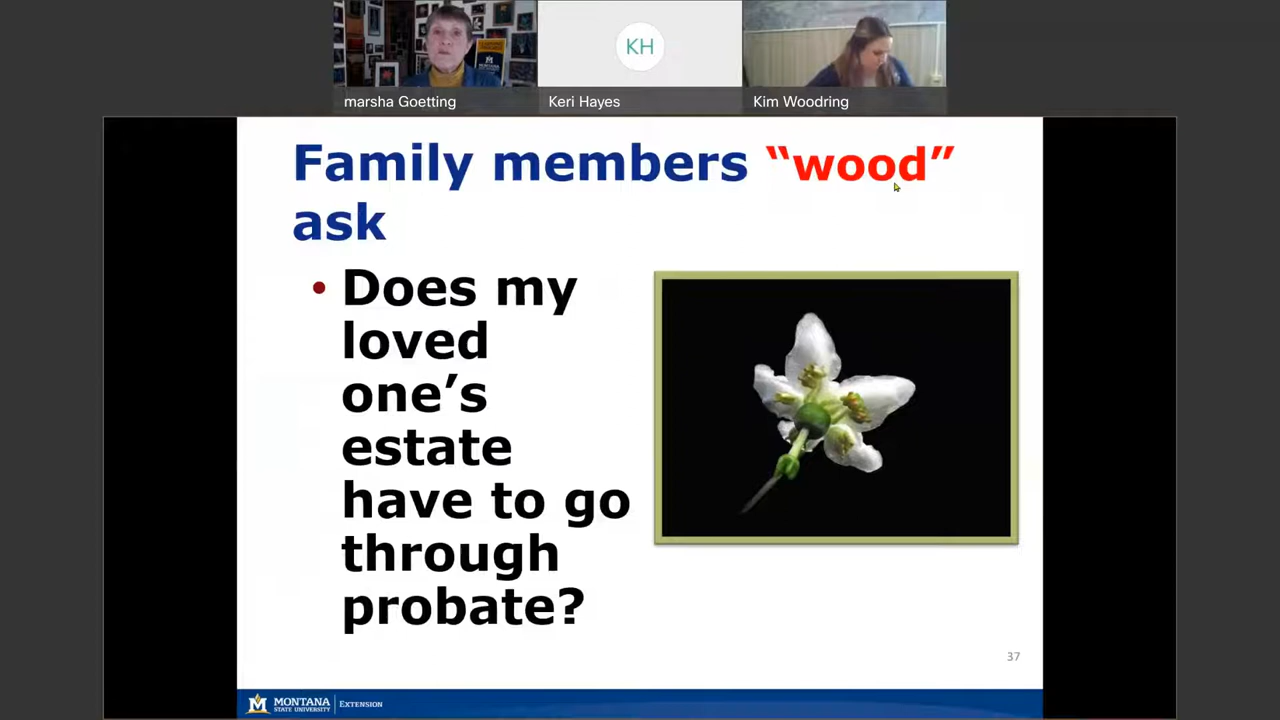 KH
marsha Goetting
Keri Hayes
Kim Woodring
Family members “wood”
ask
• Does my
loved
one’s
estate
have to go
through
probate?
37
M MONTANA
STATE UNIVERSITY
EXTENSION